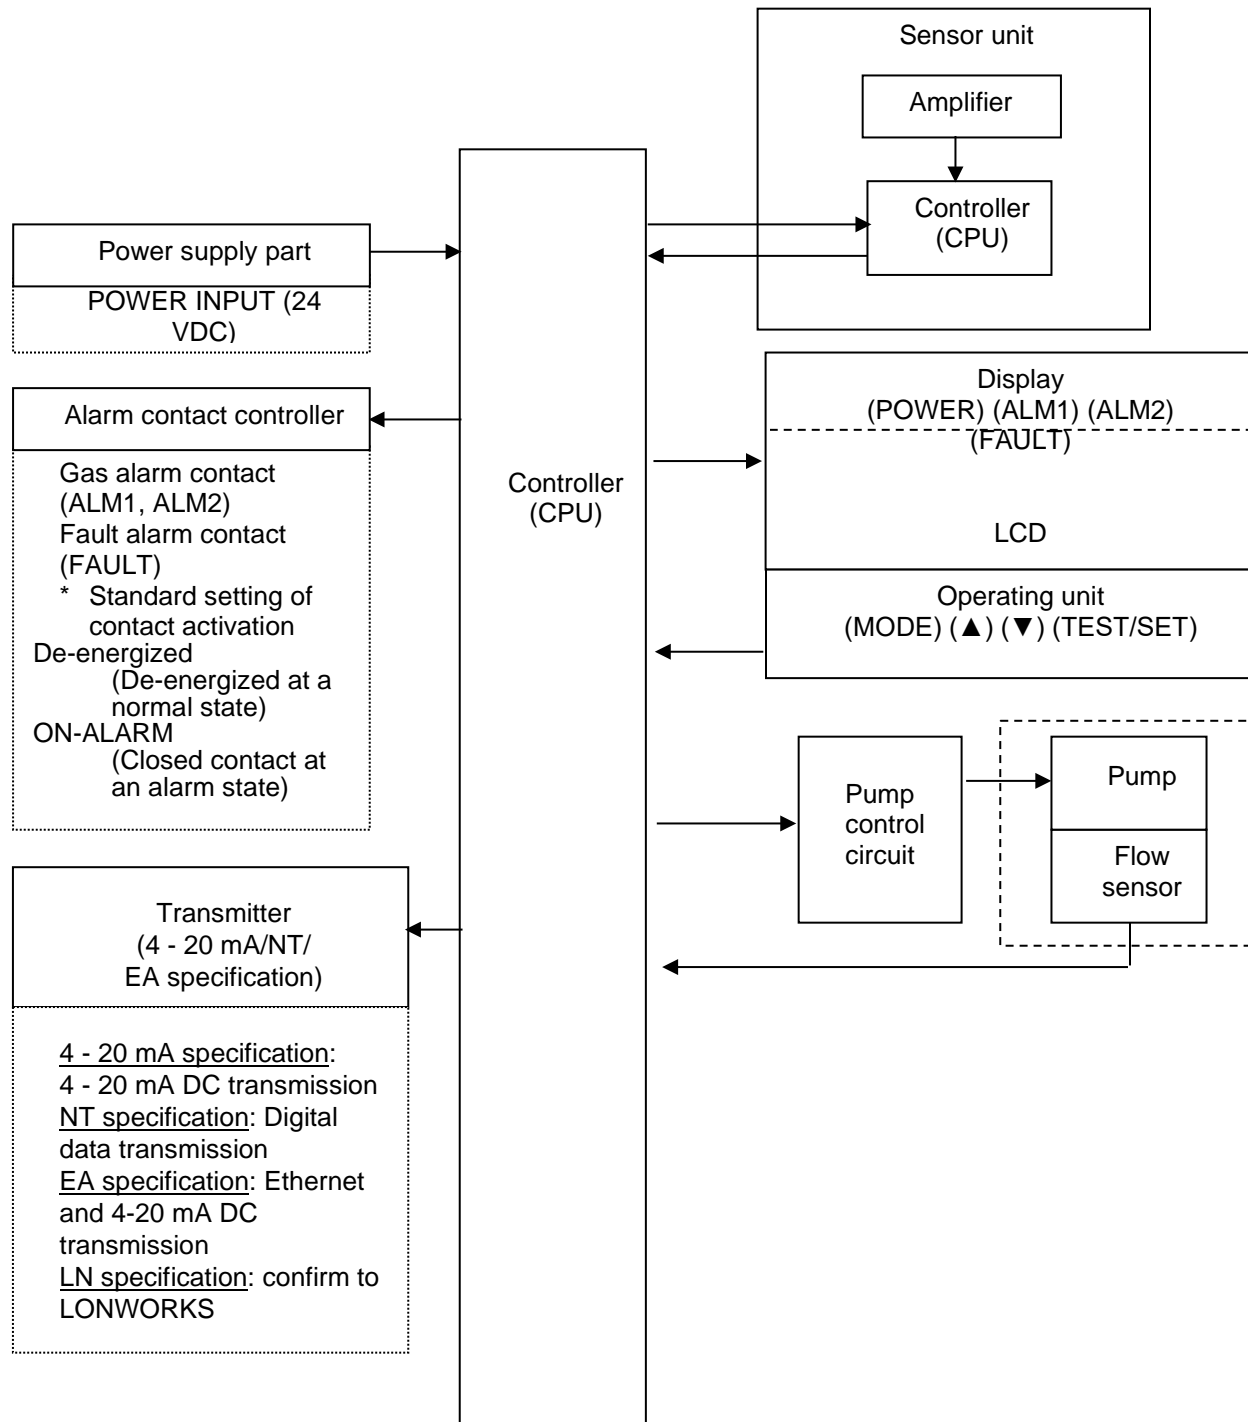 Sensor unit
Amplifier
Controller
(CPU)
Power supply part
POWER INPUT (24
VDC)
Alarm contact controller
Gas alarm contact
(ALM1, ALM2)
Fault alarm contact
(FAULT)
* Standard setting of
contact activation
De-energized
(De-energized at a
normal state)
ON-ALARM
(Closed contact at
an alarm state)
Transmitter
(4 - 20 mA/NT/
EA specification)
4 - 20 mA specification:
4 - 20 mA DC transmission
NT specification: Digital
data transmission
EA specification: Ethernet
and 4-20 mA DC
transmission
LN specification: confirm to
LONWORKS
Controller
(CPU)
Display
(POWER) (ALM1) (ALM2)
(FAULT)
LCD
Operating unit
(MODE) (▲) (▼) (TEST/SET)
Pump
control
circuit
Pump
Flow
sensor